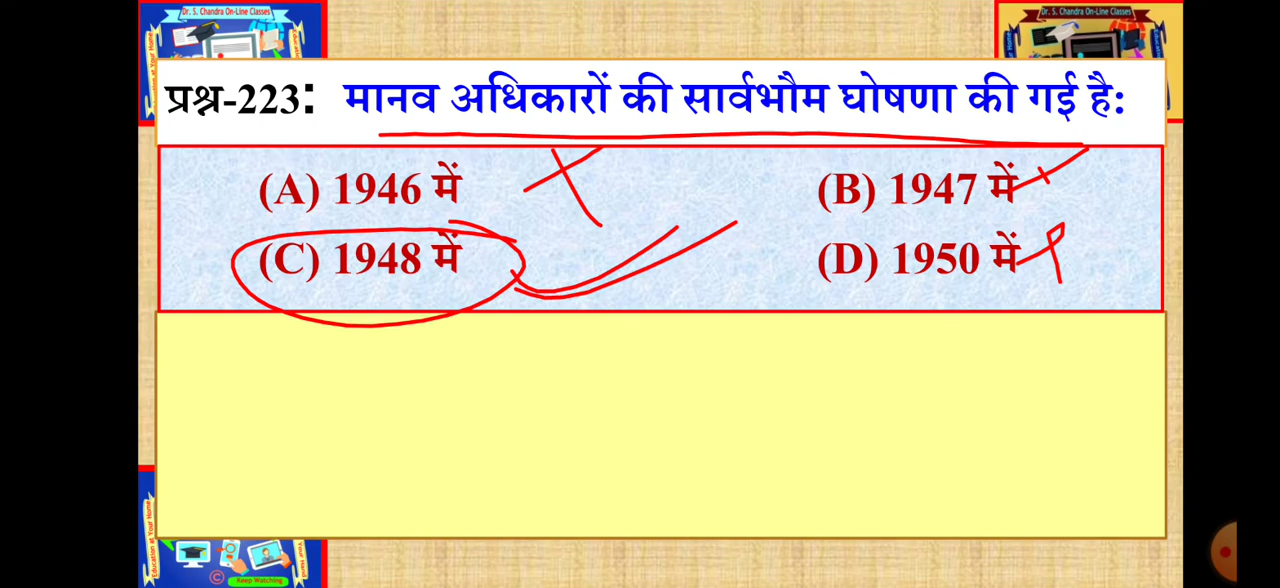 Dr. S. Chandra On-Line Classes
Dr. S. Chandra On-Line Classes
प्रश्न-223: मानव अधिकारों की सार्वभौम घोषणा की गई है:
(A) 1946 में (B) 1947 में
(C) 1948 में (D) 1950 में
Keep Watching